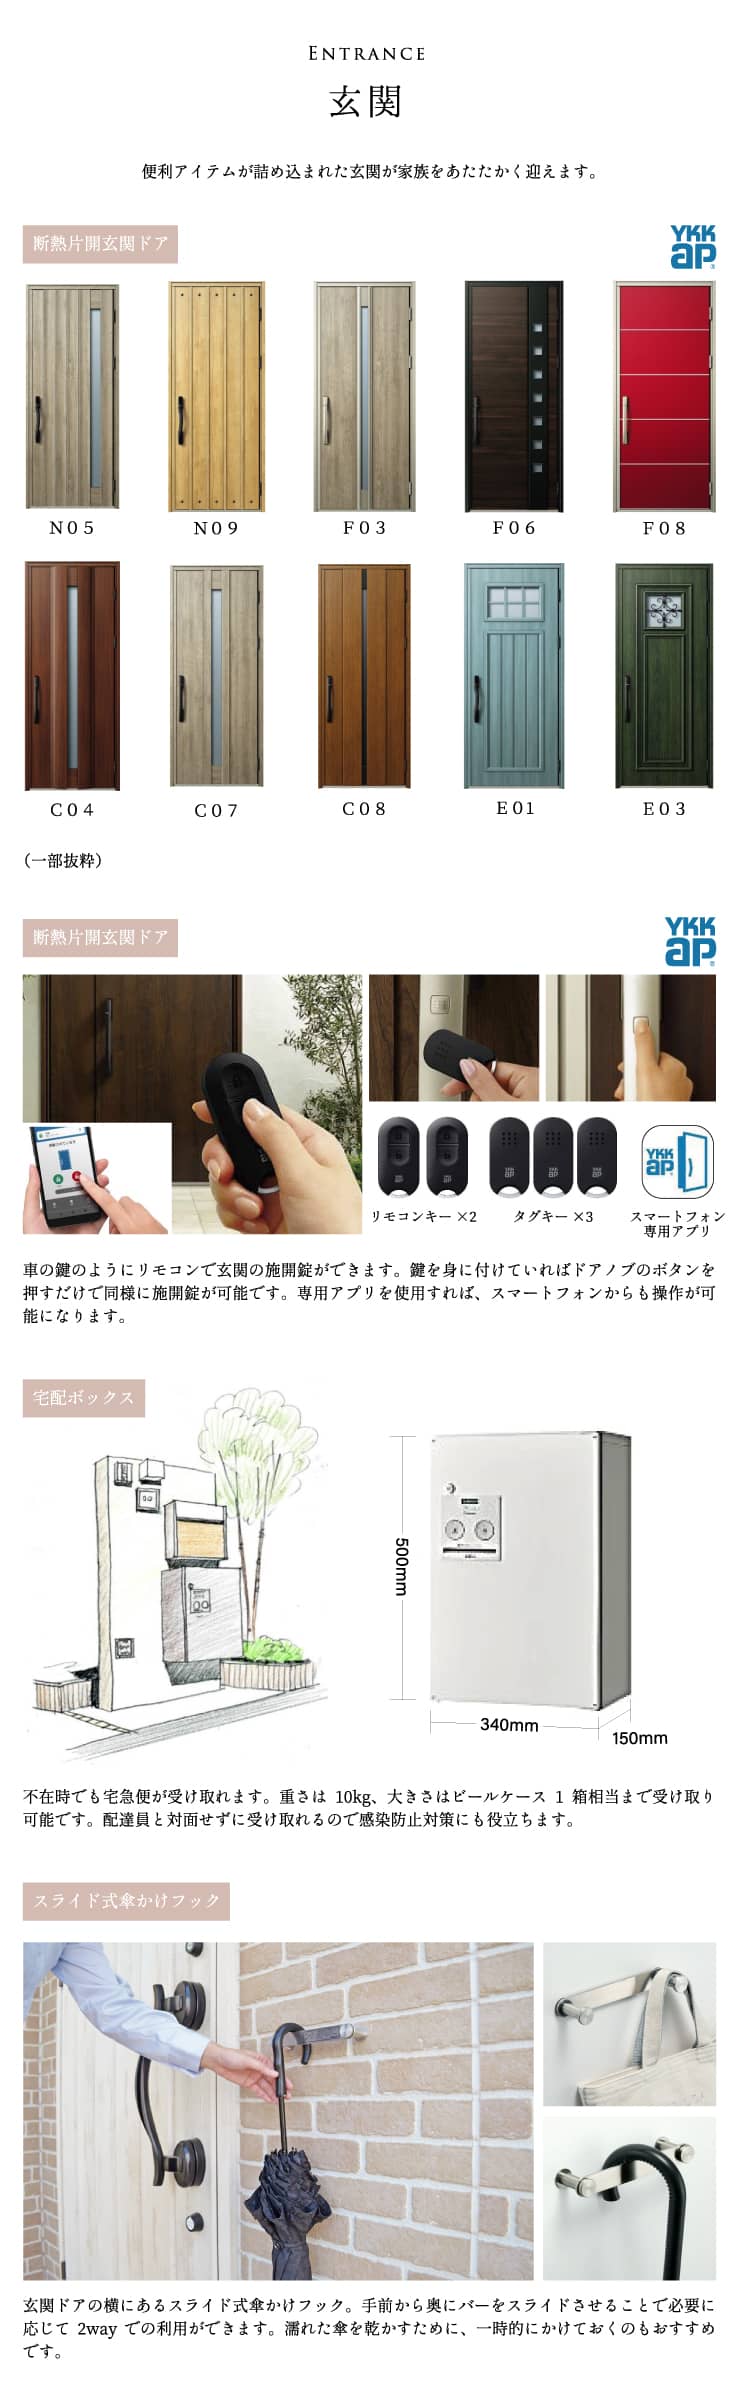 ENTRANCE
玄関
便利アイテムが詰め込まれた玄関が家族をあたたかく迎えます。
断熱片開玄関ドア
YKK
ap
N05
N09
F03
F06
F08
C04
C07
C08
E01
E03
（一部抜粋）
断熱片開玄関ドア
YKK
ap
YKK
ap
リモコンキー ×2
タグキー ×3
スマートフォン
専用アプリ
車の鍵のようにリモコンで玄関の施開錠ができます。鍵を身に付けていればドアノブのボタンを
押すだけで同様に施開錠が可能です。専用アプリを使用すれば、スマートフォンからも操作が可
能になります。
宅配ボックス
500mm
340mm
150mm
不在時でも宅急便が受け取れます。重さは 10kg、大きさはビールケース 1 箱相当まで受け取り
可能です。配達員と対面せずに受け取れるので感染防止対策にも役立ちます。
スライド式傘かけフック
玄関ドアの横にあるスライド式傘かけフック。手前から奥にバーをスライドさせることで必要に
応じて 2way での利用ができます。濡れた傘を乾かすために、一時的にかけておくのもおすすめ
です。